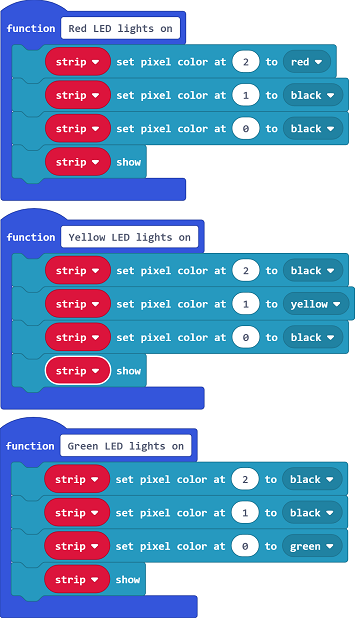 function Red LED lights on
strip set pixel color at 2 to red
strip set pixel color at 1 to black
strip set pixel color at 0 to black
strip show
function Yellow LED lights on
strip set pixel color at 2 to black
strip set pixel color at 1 to yellow
strip set pixel color at 0 to black
strip show
function Green LED lights on
strip set pixel color at 2 to black
strip set pixel color at 1 to black
strip set pixel color at 0 to green
strip show